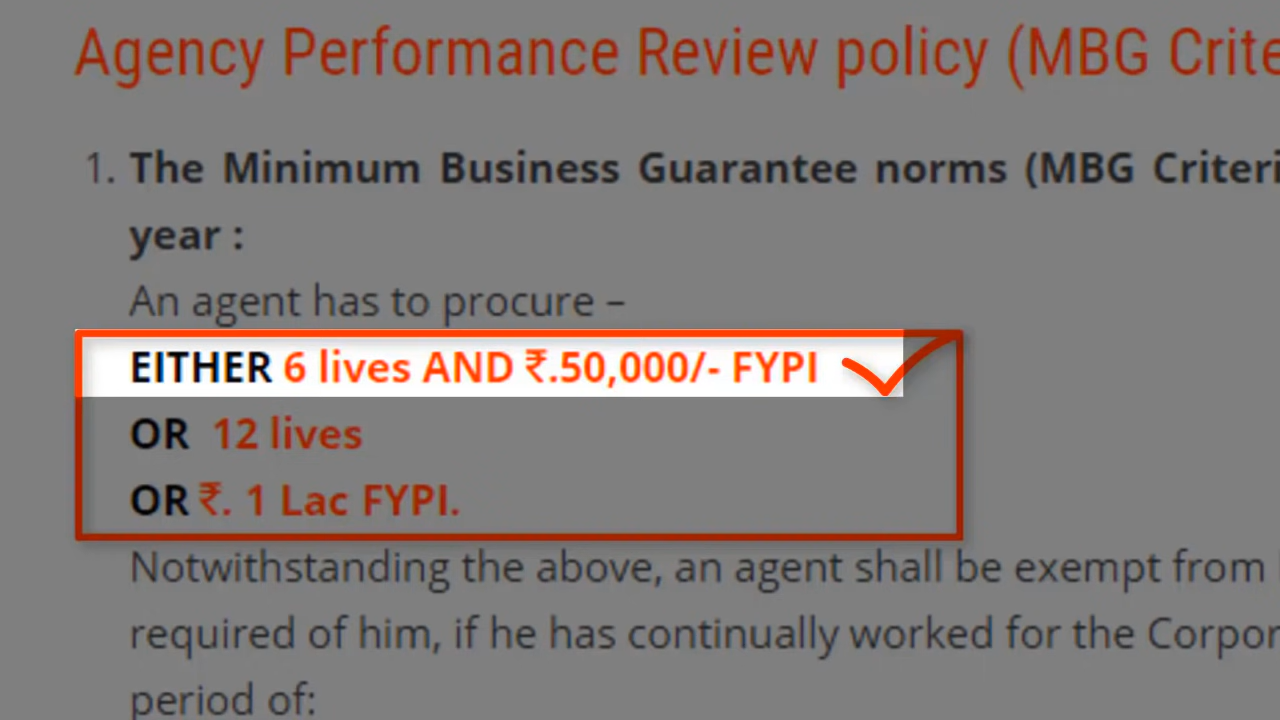 Agency Performance Review policy (MBG Crite
1. The Minimum Business Guarantee norms (MBG Criteri
year :
An agent has to procure –
EITHER 6 lives AND ₹.50,000/- FYPI
OR 12 lives
OR ₹. 1 Lac FYPI.
Notwithstanding the above, an agent shall be exempt from
required of him, if he has continually worked for the Corpor
period of: